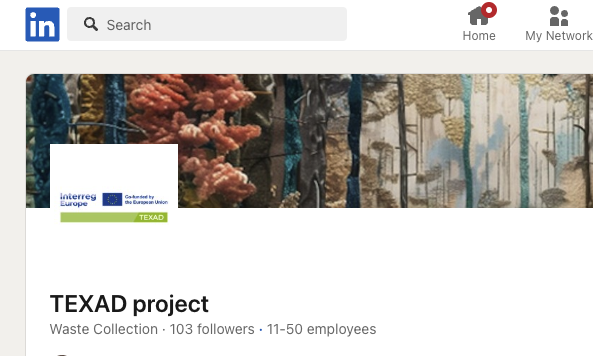 in
Search
Home
My Network
Interreg
Europe
Co-funded by
the European Union
TEXAD
TEXAD project
Waste Collection · 103 followers · 11-50 employees